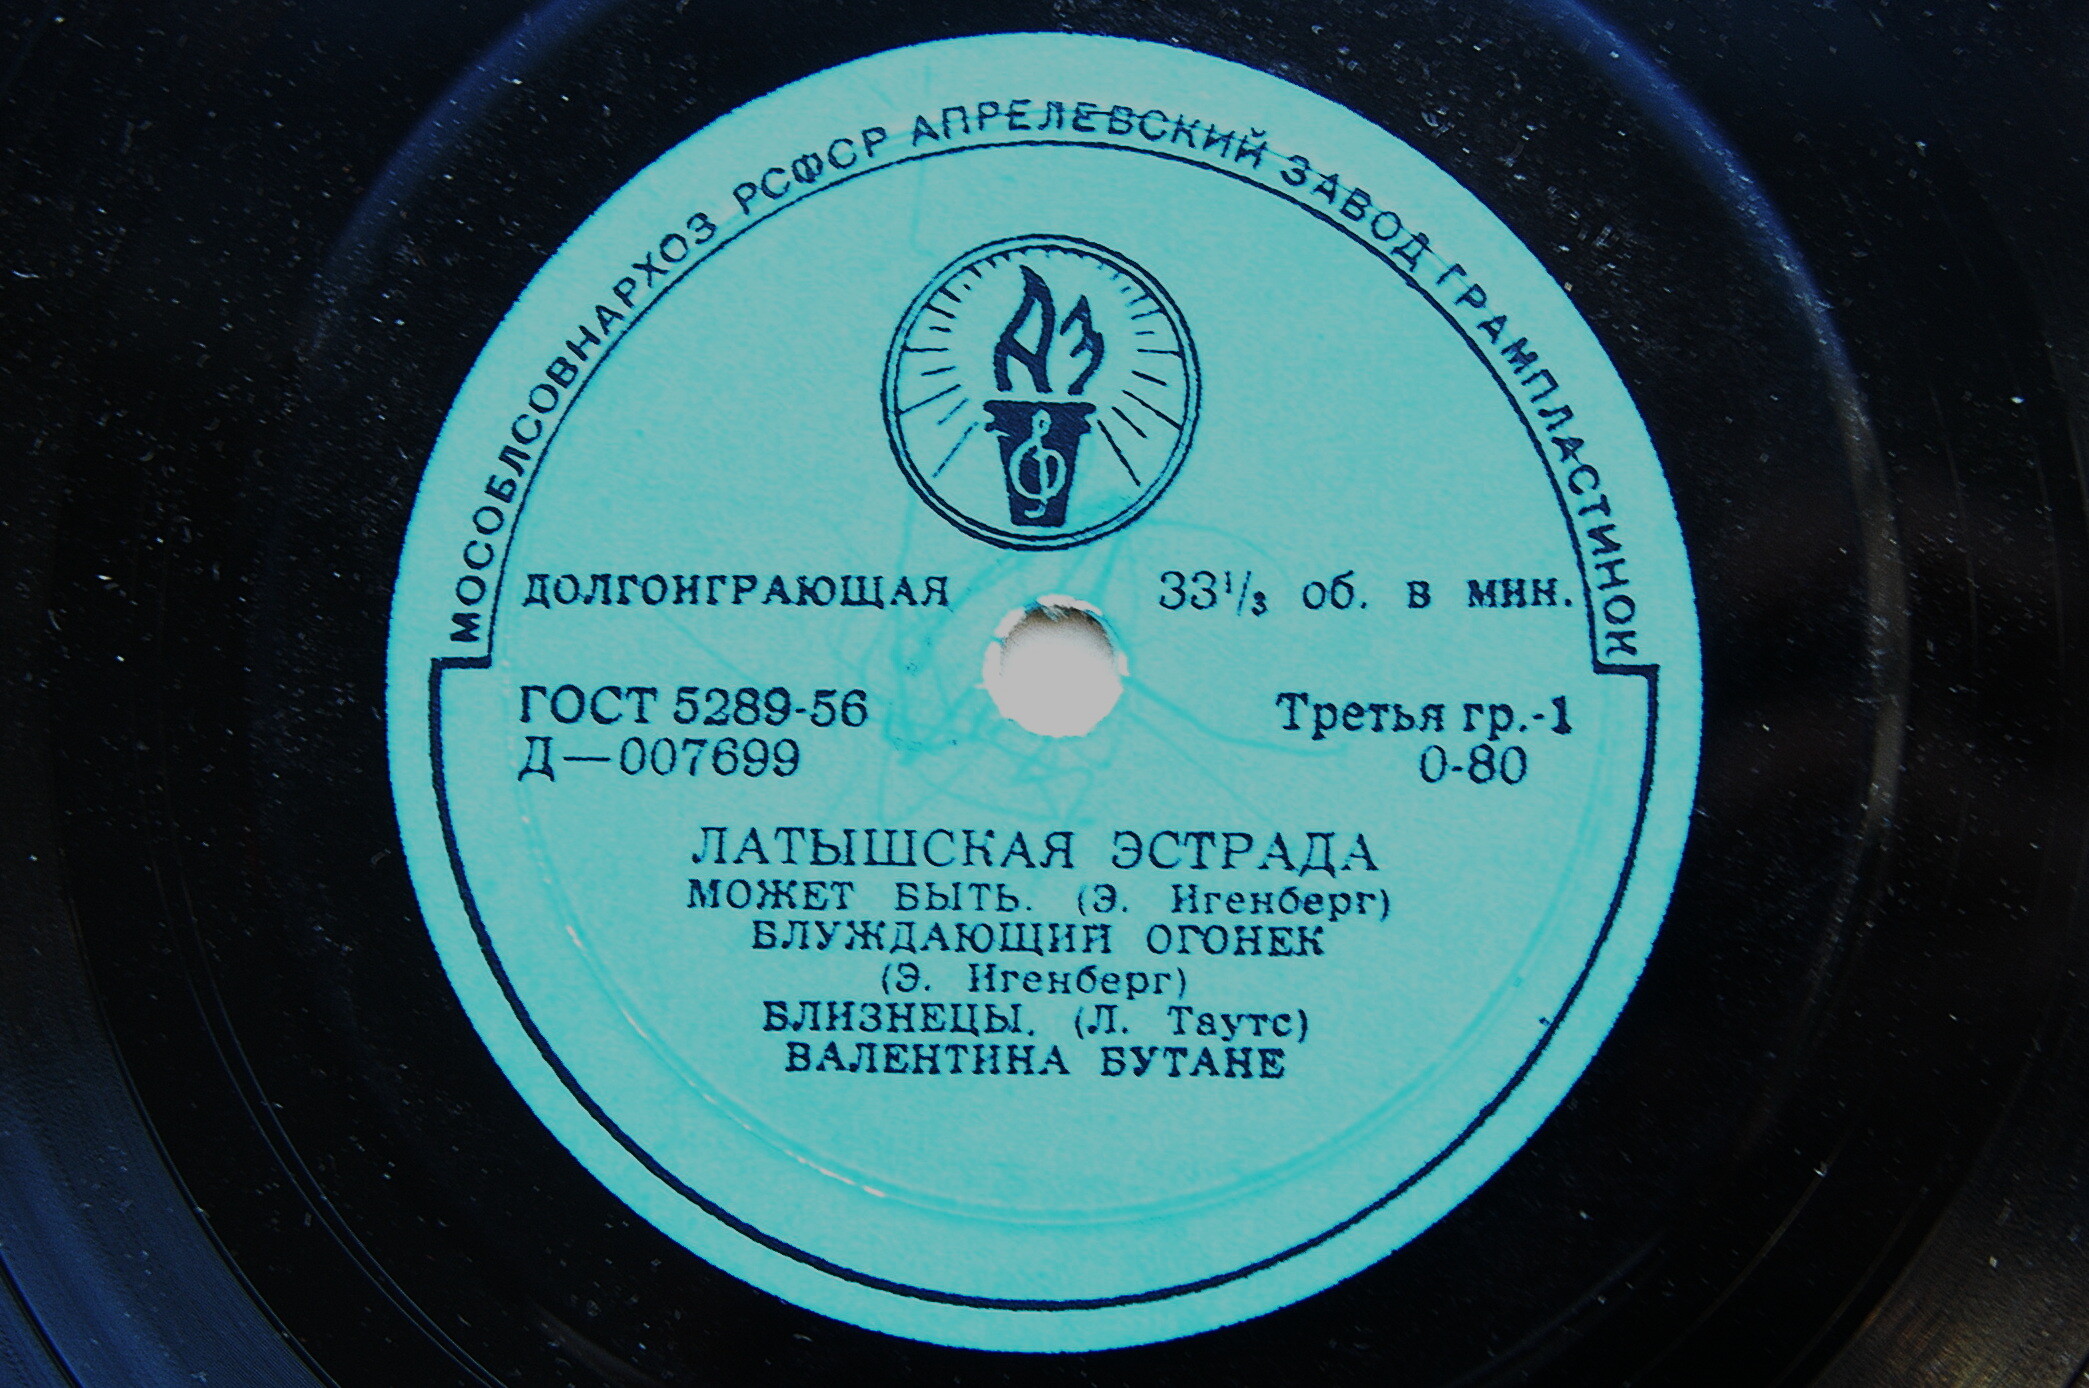 МОСОБЛСОВНАРХОЗ РСФСР АПРЕЛЕВСКИЙ ЗАВОД ГРАМПЛАСТИНОК
АЗ
ДОЛГОИГРАЮЩАЯ 33⅓ об. в мин.
ГОСТ 5289-56 Третья гр.-1
Д—007699 0-80
ЛАТЫШСКАЯ ЭСТРАДА
МОЖЕТ БЫТЬ. (Э. Игенберг)
БЛУЖДАЮЩИЙ ОГОНЕК
(Э. Игенберг)
БЛИЗНЕЦЫ. (Л. Таутс)
ВАЛЕНТИНА БУТАНЕ